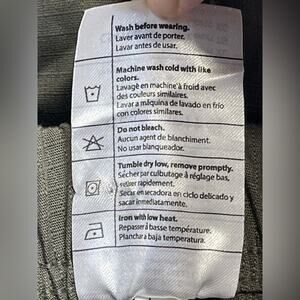 Wash before wearing.
Laver avant de porter.
Lavar antes de usar.
Machine wash cold with like
colors.
Lavage en machine à froid avec
des couleurs similaires.
Lavar a máquina de lavado en frío
con colores similares.
Do not bleach.
Aucun agent de blanchiment.
No usar blanqueador.
Tumble dry low, remove promptly.
Sécher par culbutage à réglage bas,
retirer rapidement.
Secar en secadora en ciclo delicado y
sacar inmediatamente.
Iron with low heat.
Repasser à basse température.
Planchar a baja temperatura.